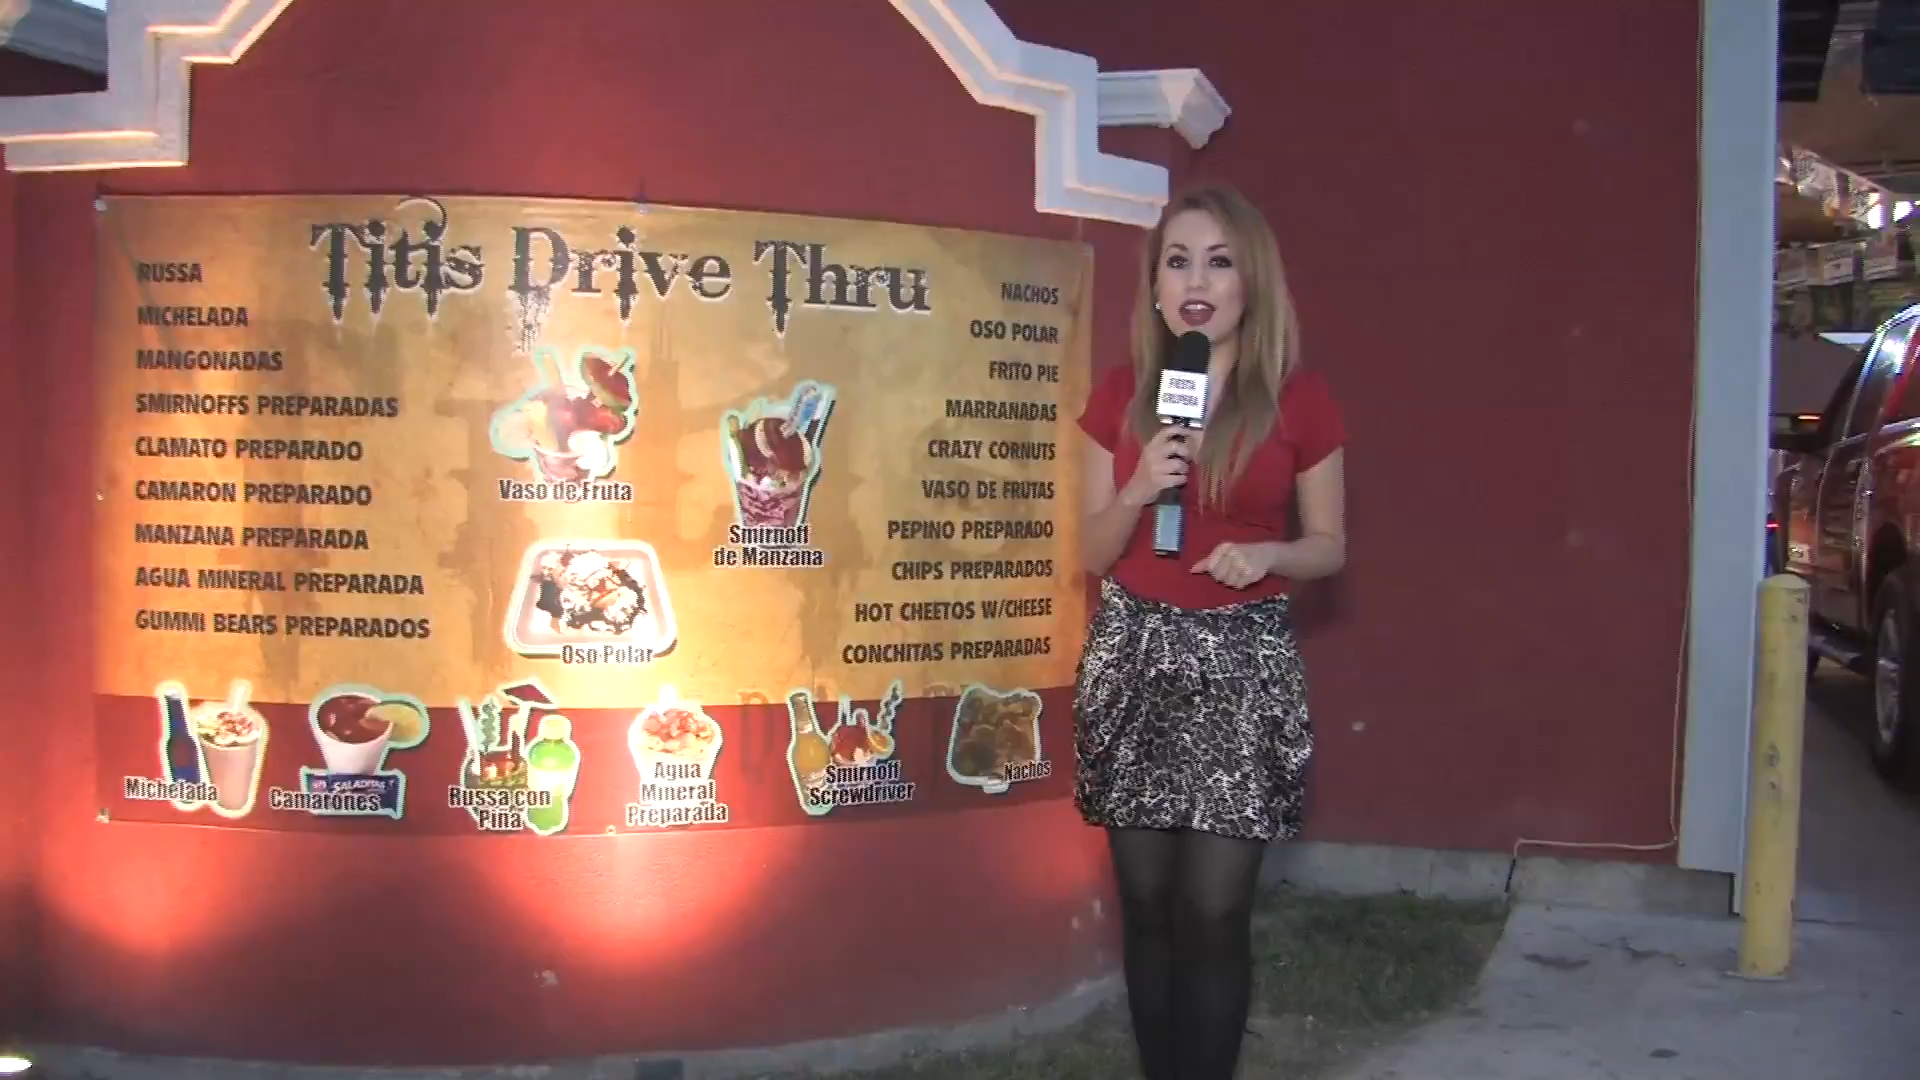 Titis Drive Thru
RUSSA
MICHELADA
MANGONADAS
SMIRNOFFS PREPARADAS
CLAMATO PREPARADO
CAMARON PREPARADO
MANZANA PREPARADA
AGUA MINERAL PREPARADA
GUMMI BEARS PREPARADOS
Vaso de Fruta
Smirnoff
de Manzana
Oso Polar
NACHOS
OSO POLAR
FRITO PIE
MARRANADAS
CRAZY CORNUTS
VASO DE FRUTAS
PEPINO PREPARADO
CHIPS PREPARADOS
HOT CHEETOS W/CHEESE
CONCHITAS PREPARADAS
Michelada
SALADITAS
Camarones
Russa con
Piña
Agua
Mineral
Preparada
Smirnoff
Screwdriver
Nachos
FIESTA